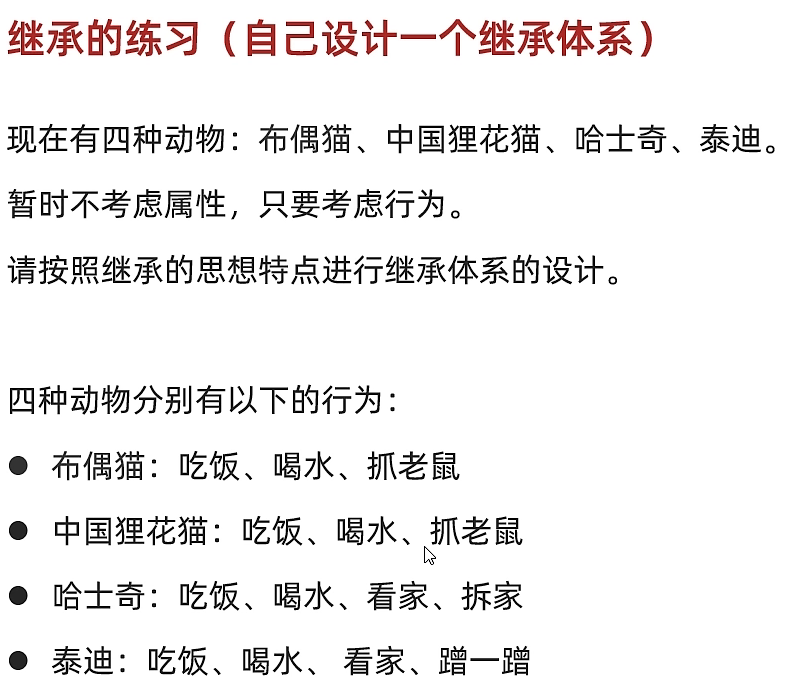 继承的练习（自己设计一个继承体系）
现在有四种动物：布偶猫、中国狸花猫、哈士奇、泰迪。
暂时不考虑属性，只要考虑行为。
请按照继承的思想特点进行继承体系的设计。
四种动物分别有以下的行为：
● 布偶猫：吃饭、喝水、抓老鼠
● 中国狸花猫：吃饭、喝水、抓老鼠
● 哈士奇：吃饭、喝水、看家、拆家
● 泰迪：吃饭、喝水、 看家、蹭一蹭